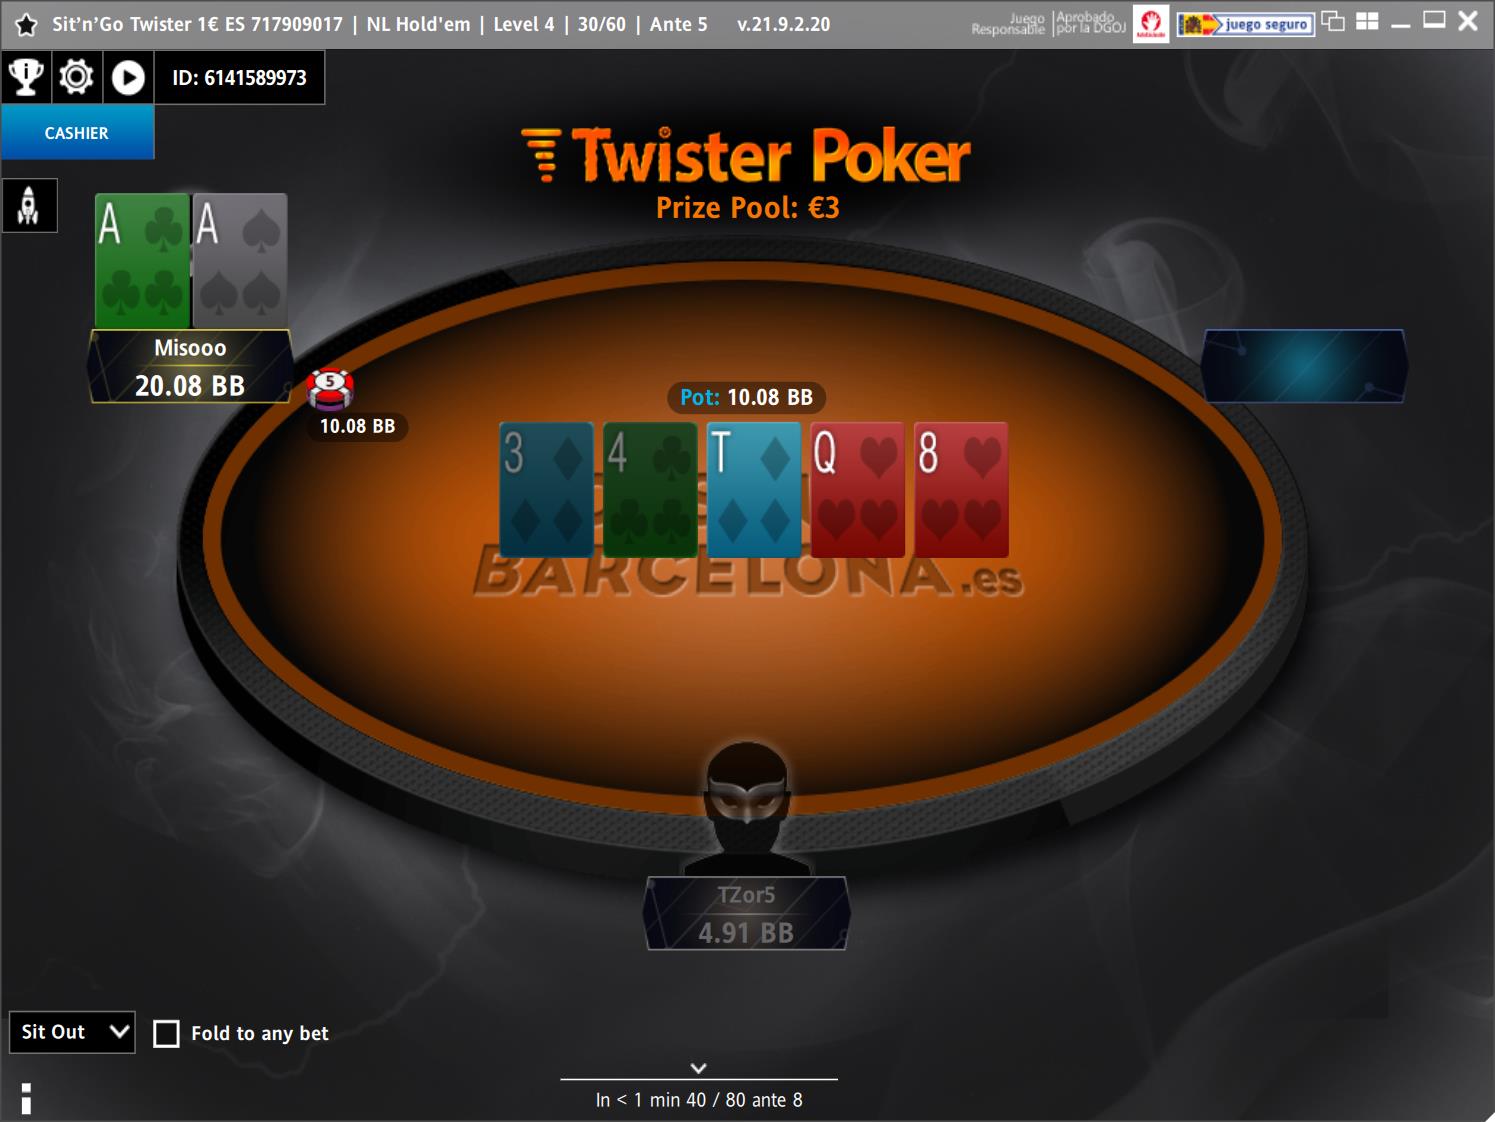 Sit'n'Go Twister 1€ ES 717909017 | NL Hold'em | Level 4 | 30/60 | Ante 5 v.21.9.2.20
Juego Responsable
Aprobado por la DGOJ
juego seguro
ID: 6141589973
CASHIER
Twister Poker
Prize Pool: €3
A A
Misooo
20.08 BB
5
10.08 BB
Pot: 10.08 BB
3 4 T Q 8
BARCELONA.es
TZor5
4.91 BB
Sit Out
Fold to any bet
In < 1 min 40 / 80 ante 8